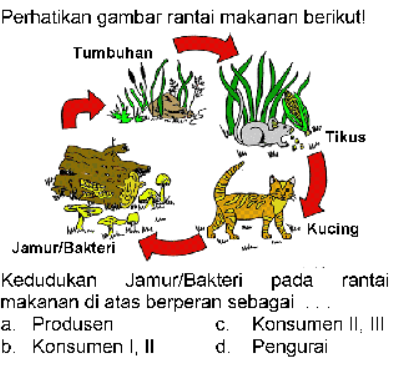 Perhatikan gambar rantai makanan berikut!
Tumbuhan
Tikus
Kucing
Jamur/Bakteri
Kedudukan Jamur/Bakteri pada rantai
makanan di atas berperan sebagai . . .
a. Produsen c. Konsumen II, III
b. Konsumen I, II d. Pengurai